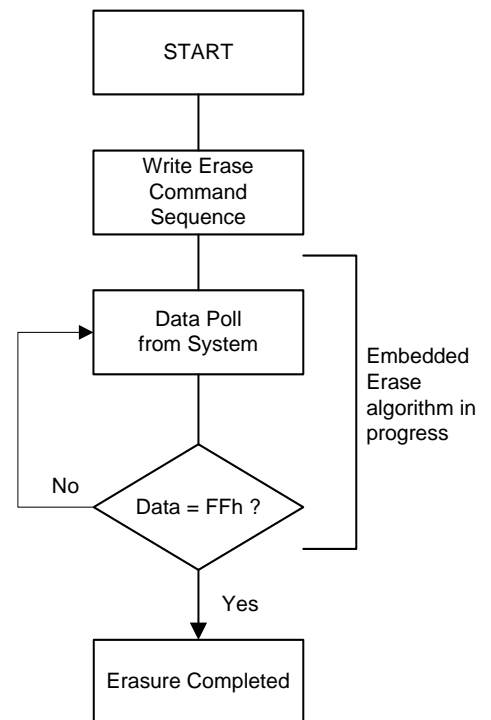 START
Write Erase
Command
Sequence
Data Poll
from System
Embedded
Erase
algorithm in
progress
No
Data = FFh ?
Yes
Erasure Completed